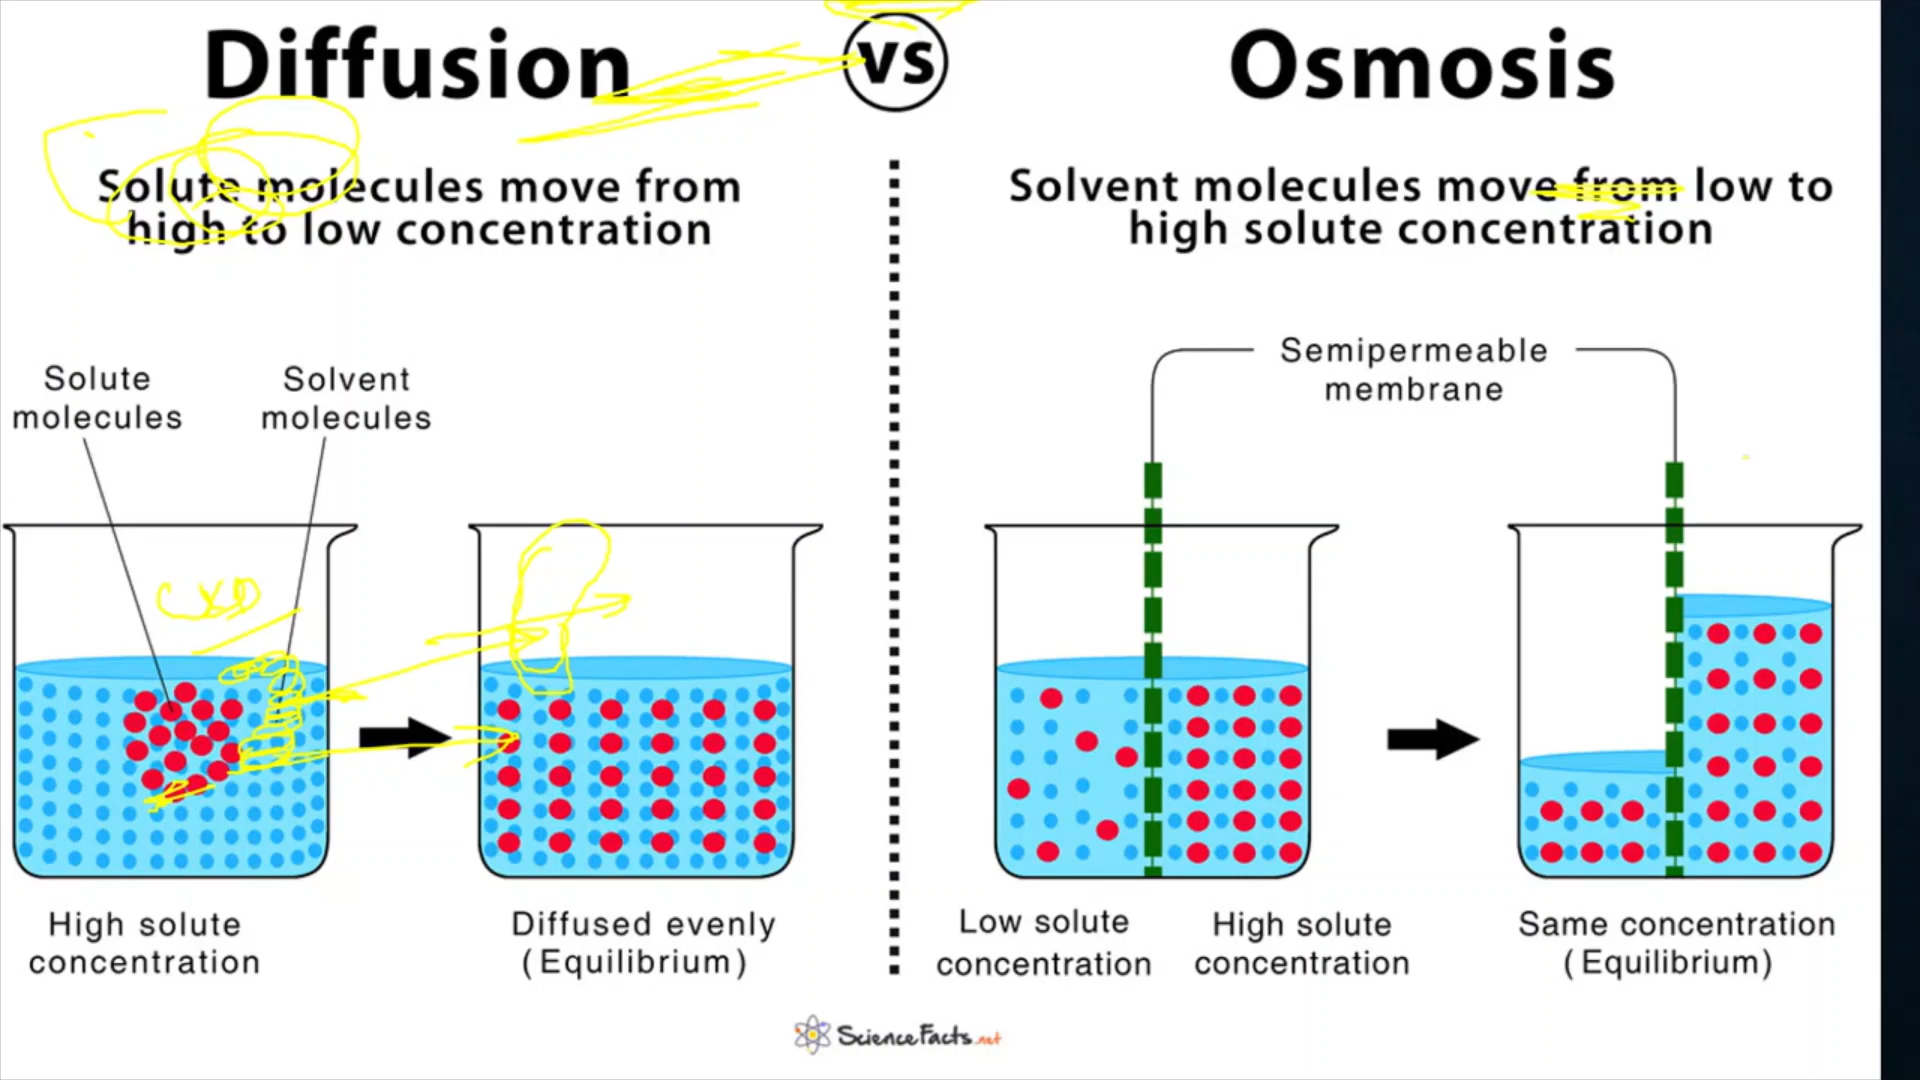 Diffusion
vs
Osmosis
Solute molecules move from
high to low concentration
Solvent molecules move from low to
high solute concentration
Solute
molecules
Solvent
molecules
Semipermeable
membrane
High solute
concentration
Diffused evenly
(Equilibrium)
Low solute
concentration
High solute
concentration
Same concentration
(Equilibrium)
ScienceFacts.net